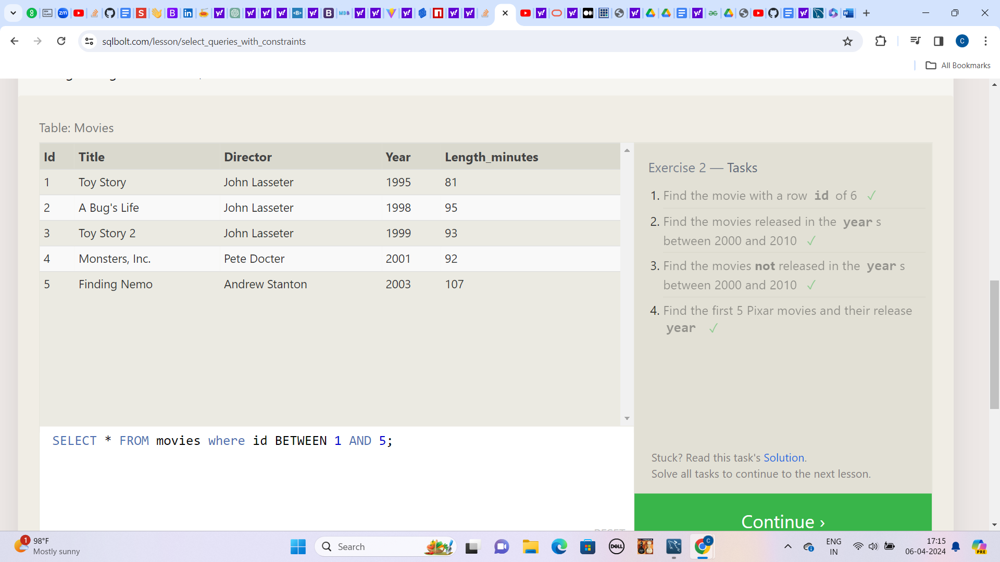 sqlbolt.com/lesson/select_queries_with_constraints
C
All Bookmarks
Table: Movies
Id Title Director Year Length_minutes
1 Toy Story John Lasseter 1995 81
2 A Bug's Life John Lasseter 1998 95
3 Toy Story 2 John Lasseter 1999 93
4 Monsters, Inc. Pete Docter 2001 92
5 Finding Nemo Andrew Stanton 2003 107
Exercise 2 — Tasks
1. Find the movie with a row id of 6 ✓
2. Find the movies released in the year s
between 2000 and 2010 ✓
3. Find the movies not released in the year s
between 2000 and 2010 ✓
4. Find the first 5 Pixar movies and their release
year ✓
SELECT * FROM movies where id BETWEEN 1 AND 5;
Stuck? Read this task's Solution.
Solve all tasks to continue to the next lesson.
RESET
Continue ›
1
98°F
Mostly sunny
Search
DELL
C
ENG
IN
17:15
06-04-2024
PRE